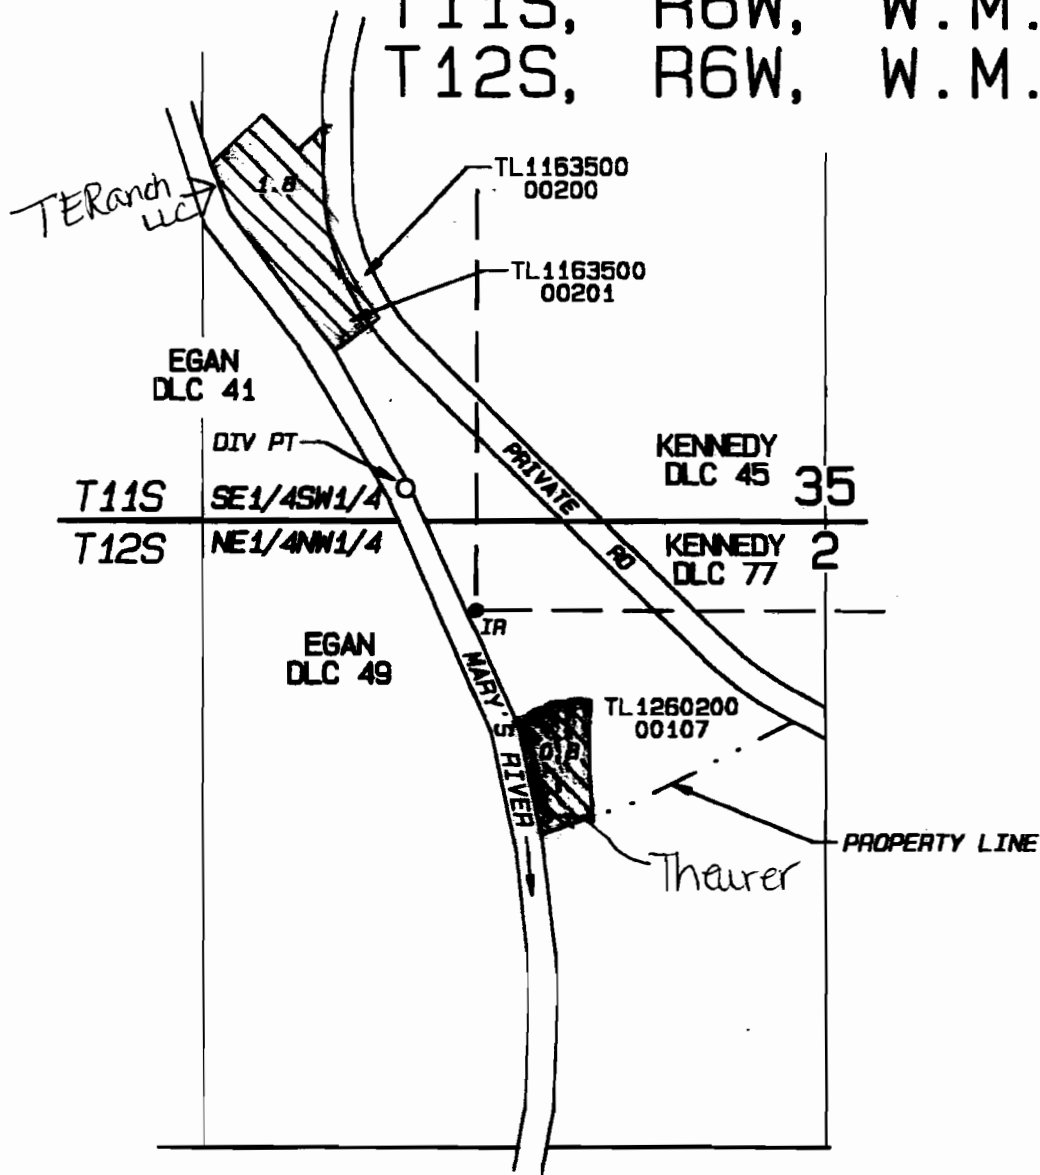 T11S, R6W, W.M.
T12S, R6W, W.M.
TL1163500
00200
1.8
TERanch
LLC
TL1163500
00201
EGAN
DLC 41
DIV PT
KENNEDY
DLC 45
35
PRIVATE
RD
T11S
SE1/4SW1/4
T12S
NE1/4NW1/4
KENNEDY
DLC 77
2
IR
EGAN
DLC 49
MARY'S RIVER
TL1260200
00107
0.8
PROPERTY LINE
Theurer